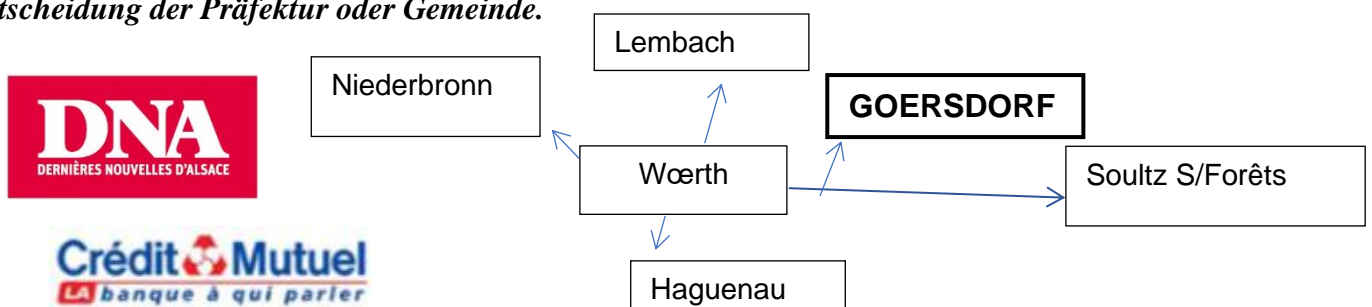 tscheidung der Präfektur oder Gemeinde.
Lembach
Niederbronn
GOERSDORF
DNA
DERNIÈRES NOUVELLES D'ALSACE
Wœrth
Soultz S/Forêts
Crédit Mutuel
LA banque à qui parler
Haguenau